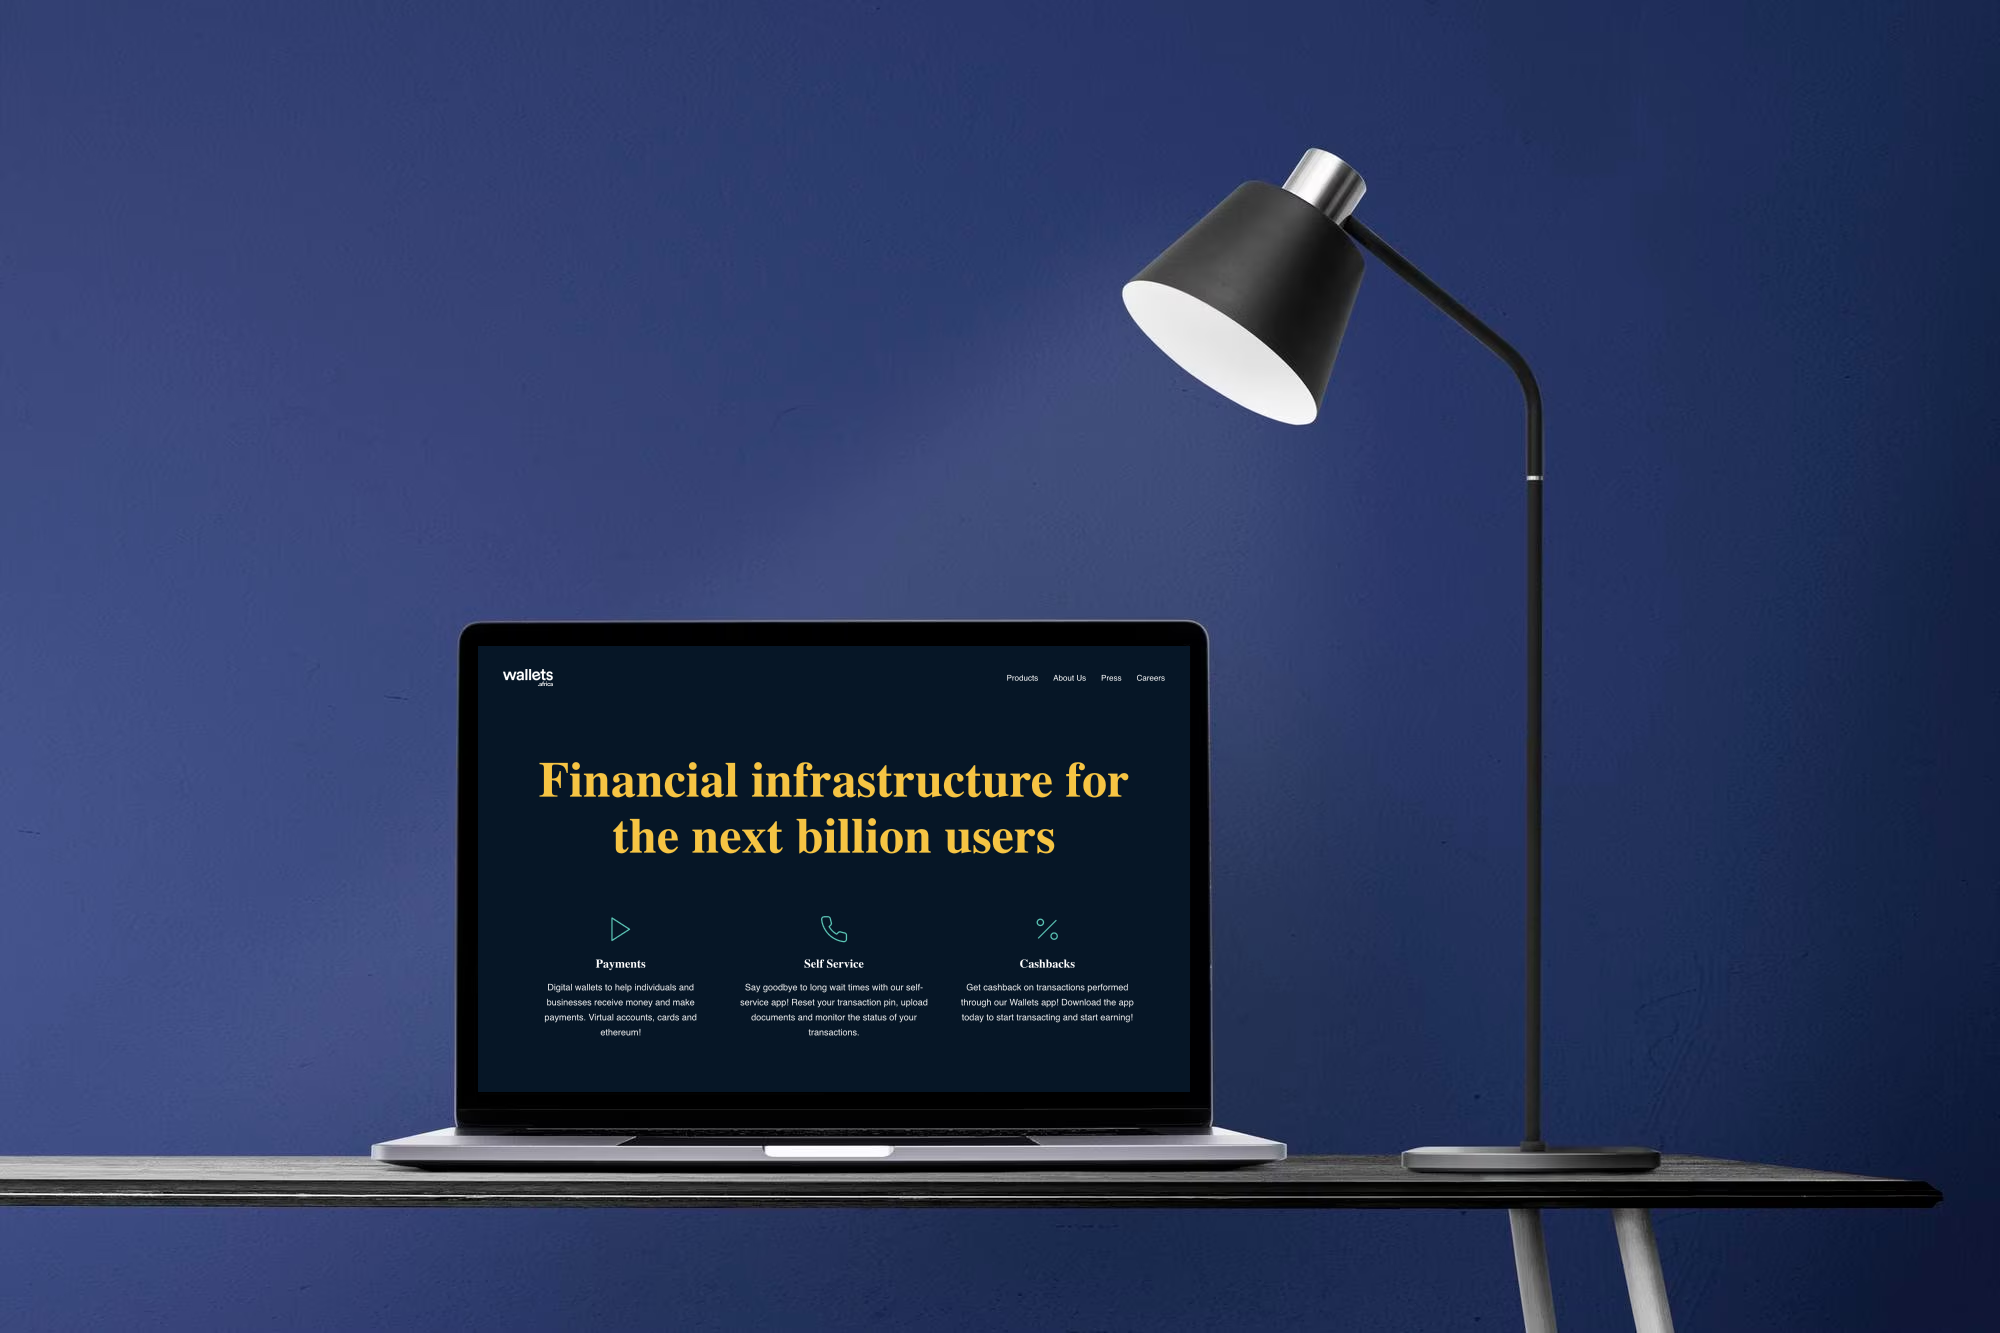 wallets
.africa
Products About Us Press Careers
Financial infrastructure for
the next billion users
Payments
Digital wallets to help individuals and
businesses receive money and make
payments. Virtual accounts, cards and
ethereum!
Self Service
Say goodbye to long wait times with our self-
service app! Reset your transaction pin, upload
documents and monitor the status of your
transactions.
Cashbacks
Get cashback on transactions performed
through our Wallets app! Download the app
today to start transacting and start earning!